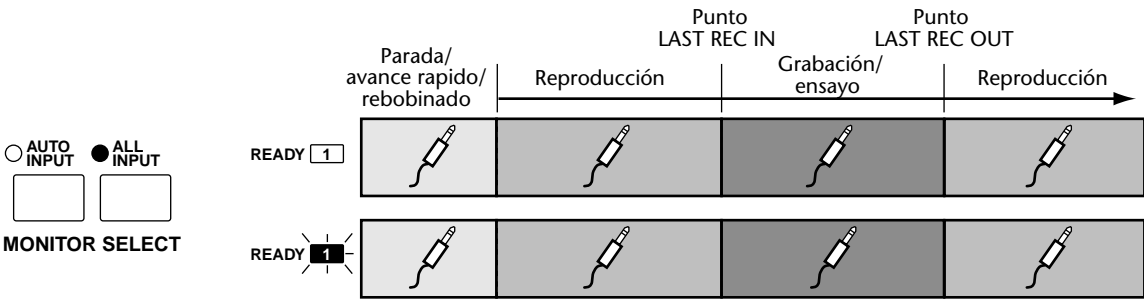 Punto
LAST REC IN
Punto
LAST REC OUT
Parada/
avance rapido/
rebobinado
Reproducción
Grabación/
ensayo
Reproducción
AUTO
INPUT
ALL
INPUT
MONITOR SELECT
READY 1
READY 1